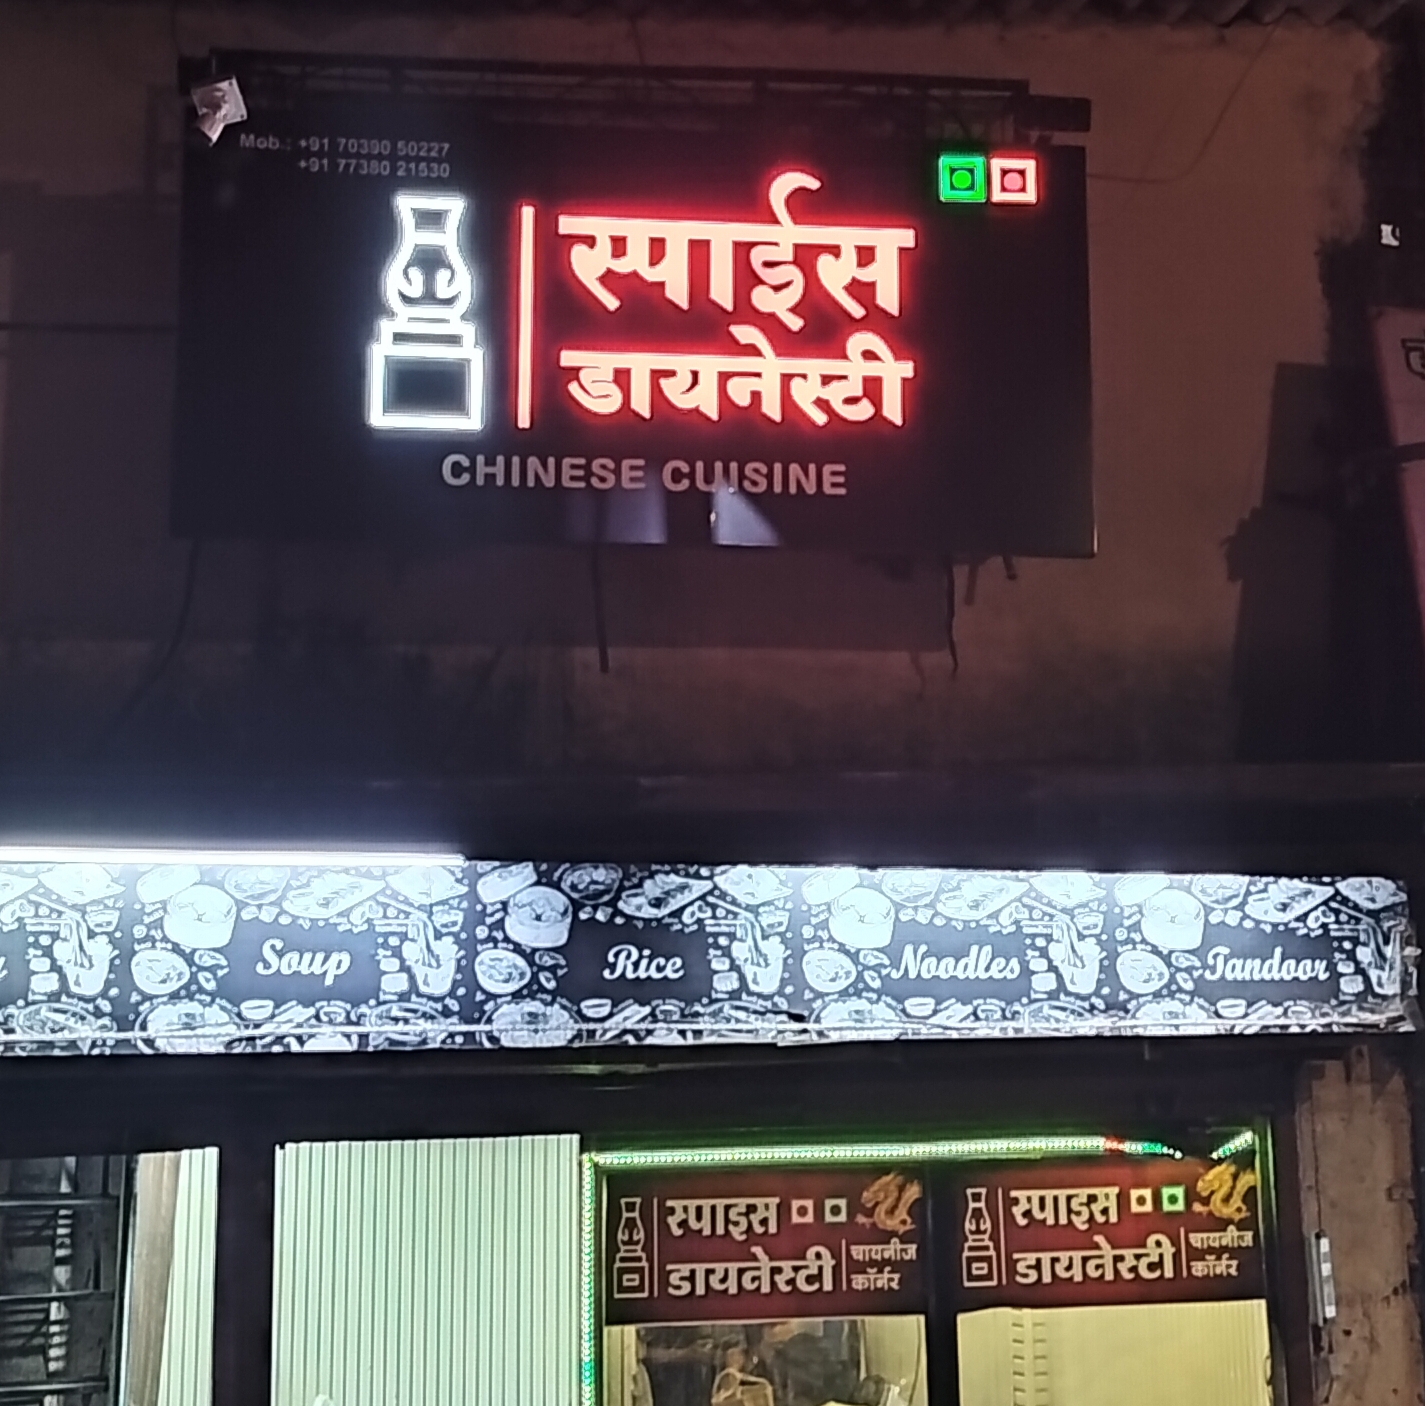 Mob.: +91 70390 50227
+91 77380 21530
स्पाईस
डायनेस्टी
CHINESE CUISINE
Soup
Rice
Noodles
Tandoor
स्पाइस
डायनेस्टी
चायनीज
कॉर्नर
स्पाइस
डायनेस्टी
चायनीज
कॉर्नर